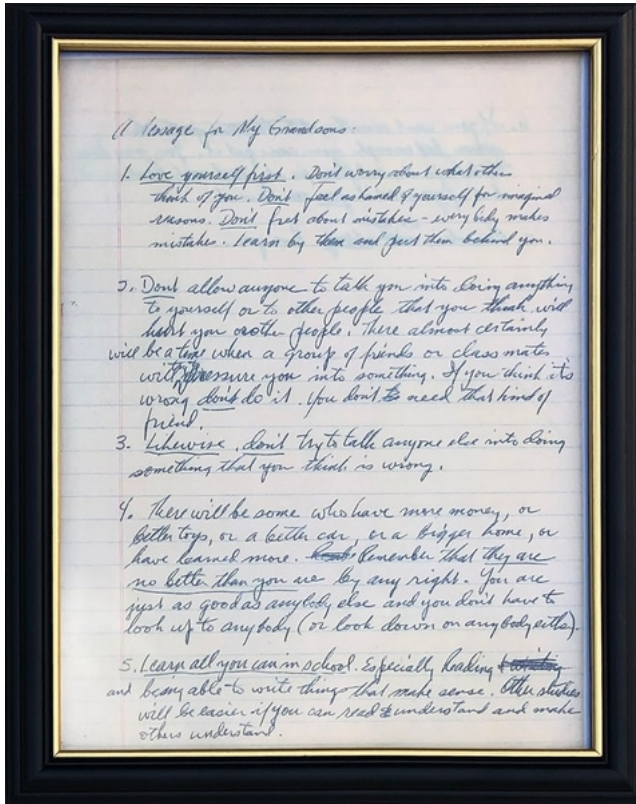 A Message for My Grandsons:
1. Love yourself first. Don't worry about what others
think of you. Don't feel ashamed of yourself for imagined
reasons. Don't fret about mistakes - everybody makes
mistakes. Learn by them and put them behind you.
2. Dont allow anyone to talk you into doing anything
to yourself or to other people that you think will
hurt you or other people. There almost certainly
will be a time when a group of friends or class mates
will pressure you into something. If you think its
wrong don't do it. You don't need that kind of
friend.
3. Likewise, don't try to talk anyone else into doing
something that you think is wrong.
4. There will be some who have more money, or
better toys, or a better car, or a bigger home, or
have learned more. Remember that they are
no better than you are by any right. You are
just as good as anybody else and you don't have to
look up to anybody (or look down on anybody either).
5. Learn all you can in school. Especially Reading
and being able to write things that make sense. Other studies
will be easier if you can read & understand and make
others understand.